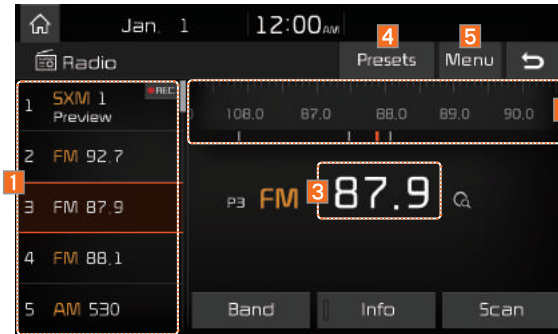 Jan. 1 12:00 AM
4 5
Radio Presets Menu
1 SXM 1 REC
Preview
108.0 87.0 88.0 89.0 90.0
2 FM 92.7
1
3 FM 87.9
P3 FM 3 87.9
4 FM 88.1
5 AM 530
Band Info Scan